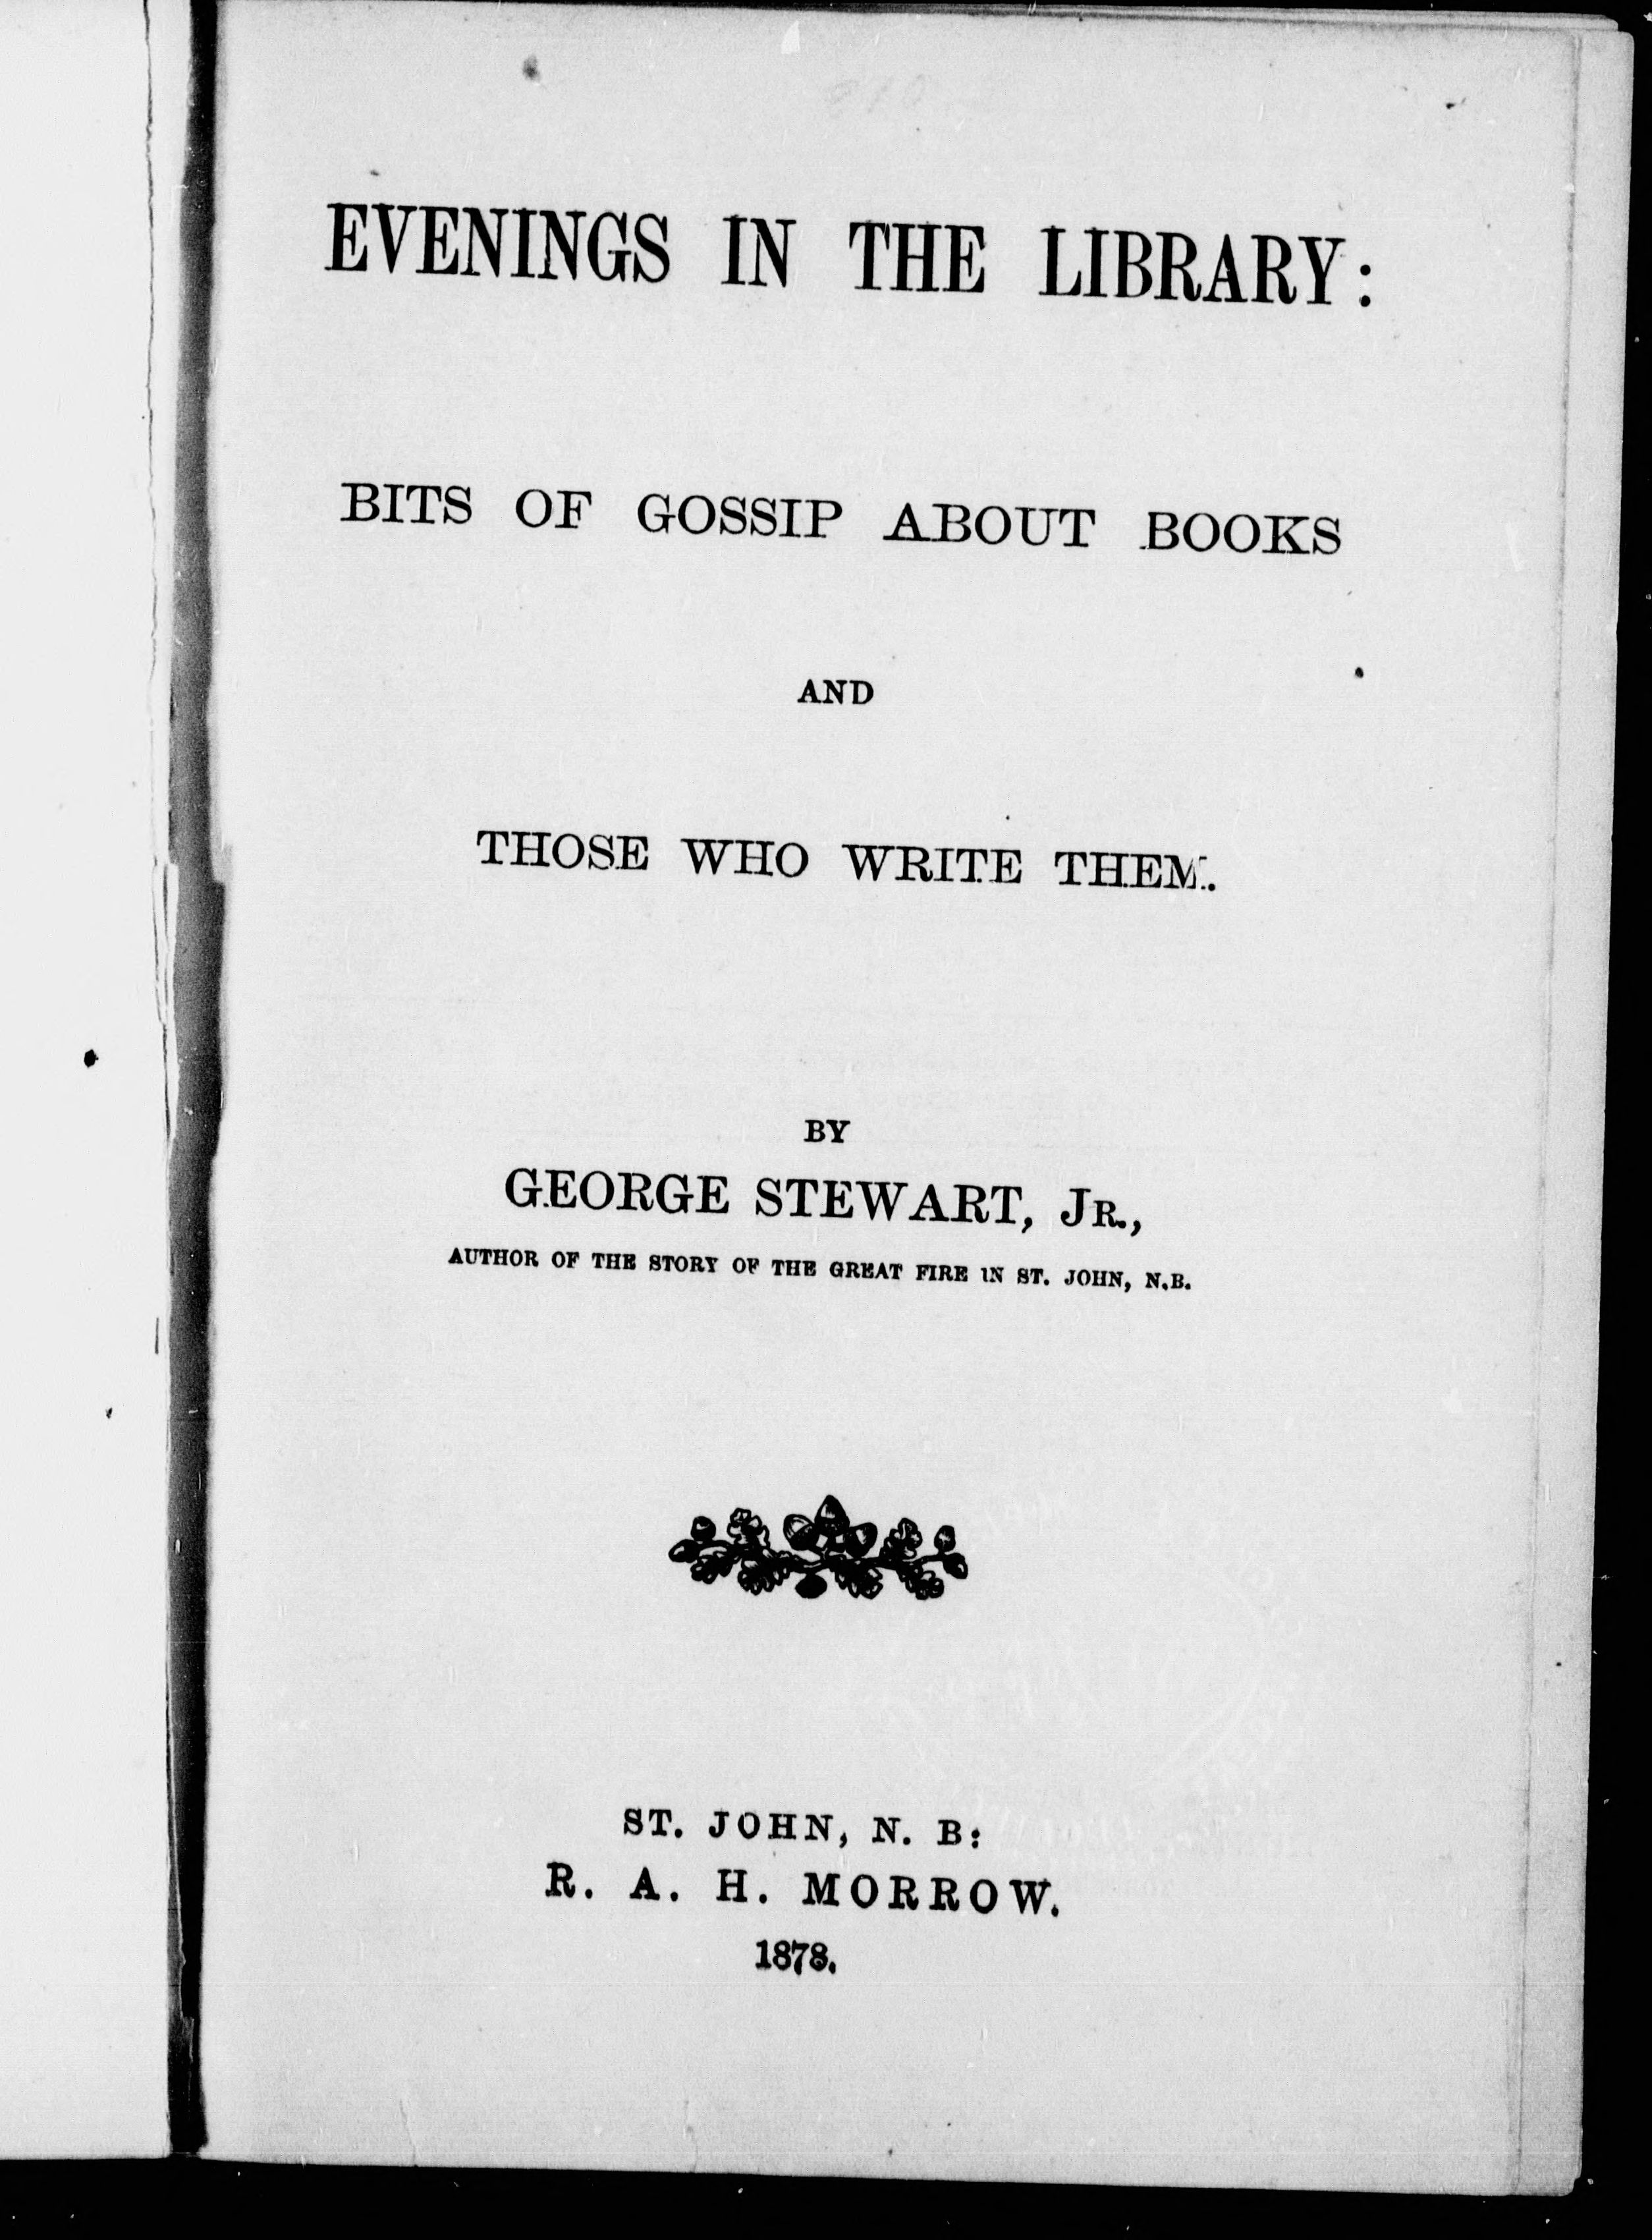 EVENINGS IN THE LIBRARY:
BITS OF GOSSIP ABOUT BOOKS
AND
THOSE WHO WRITE THEM.
BY
GEORGE STEWART, JR.,
AUTHOR OF THE STORY OF THE GREAT FIRE IN ST. JOHN, N.B.
ST. JOHN, N. B:
R. A. H. MORROW.
1878.